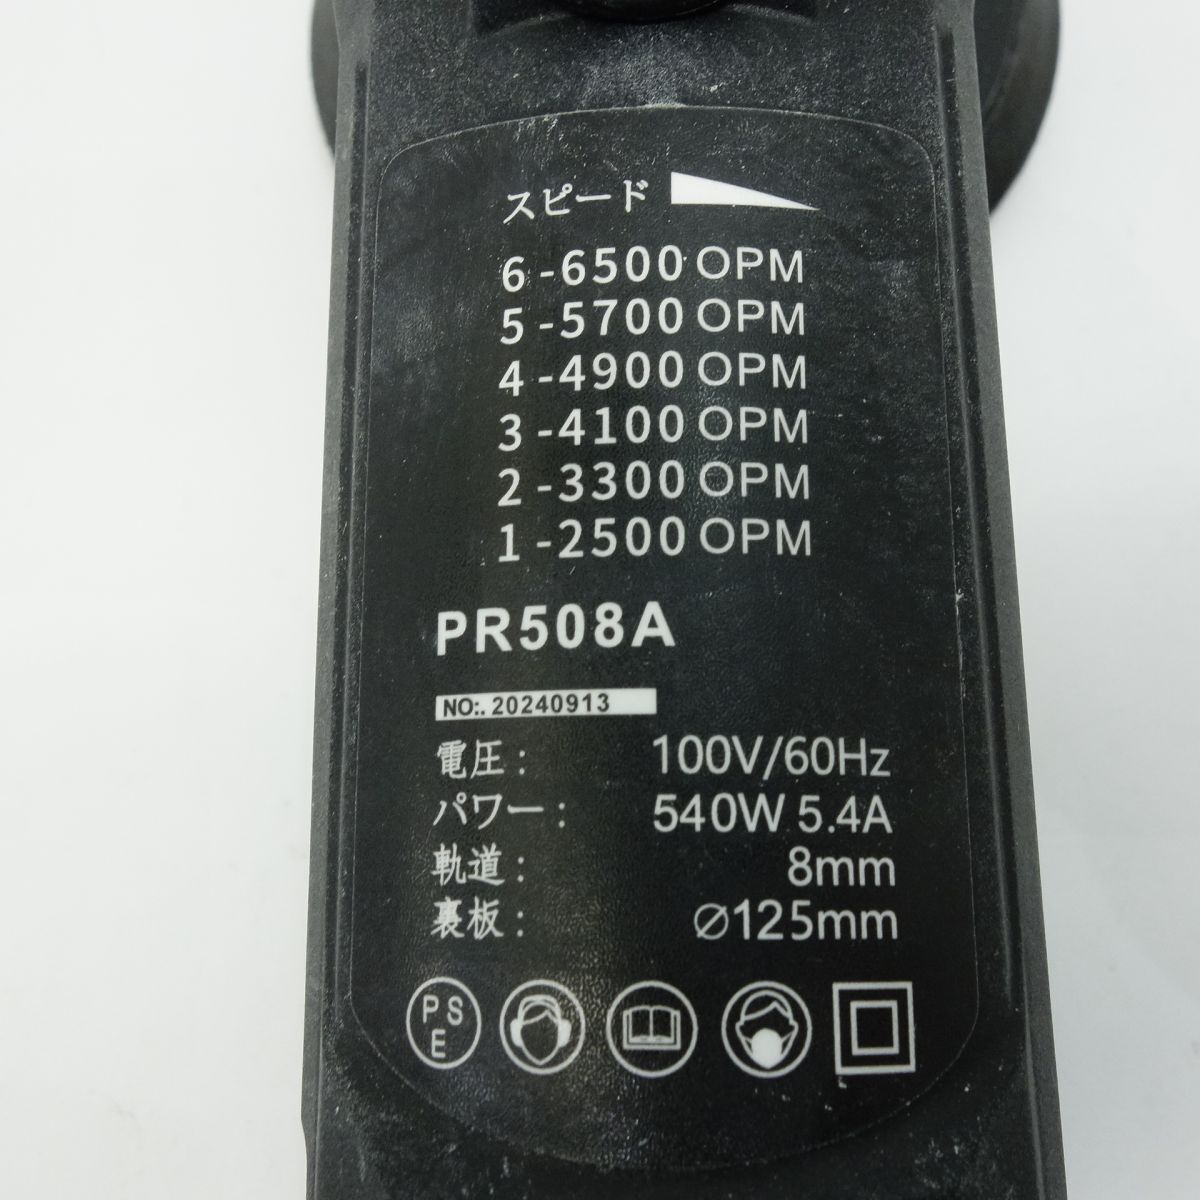 スピード
6-6500 OPM
5-5700 OPM
4-4900 OPM
3-4100 OPM
2-3300 OPM
1-2500 OPM
PR508A
NO:. 20240913
電圧： 100V/60Hz
パワー： 540W 5.4A
軌道： 8mm
裏板： ∅125mm
PS
E